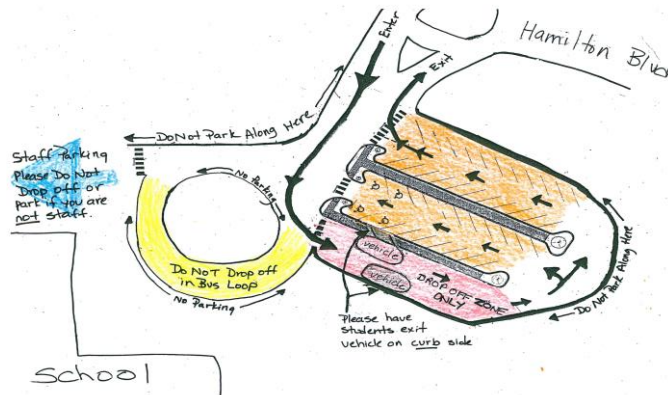 Enter
Hamilton Blvd
Exit
Do Not Park Along Here
Staff Parking
Please Do Not
Drop off or
park if you are
not staff.
No Parking
Do Not Drop off
in Bus Loop
No Parking
vehicle
vehicle
DROP OFF ZONE
ONLY
Do Not Park Along Here
Please have
students exit
vehicle on curb side
School